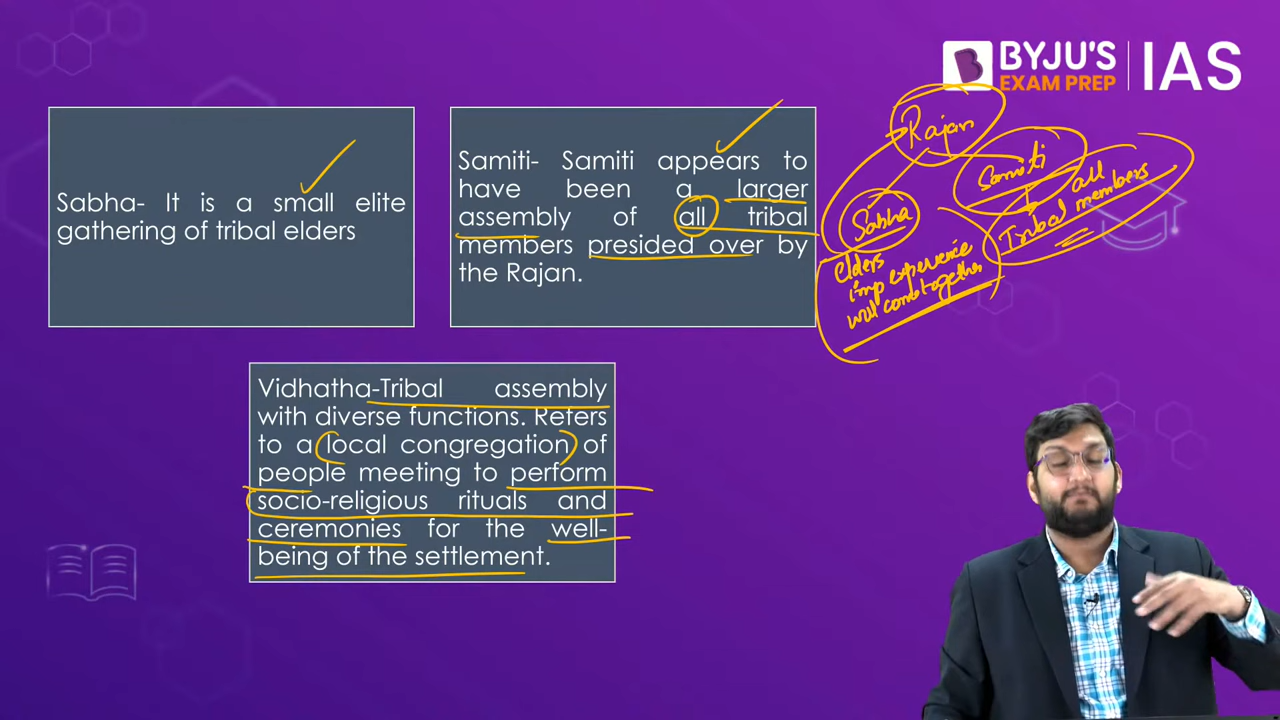 BYJU'S
EXAM PREP
IAS
Sabha- It is a small elite
gathering of tribal elders
Samiti- Samiti appears to
have been a larger
assembly of all tribal
members presided over by
the Rajan.
Rajan
Samiti
all
Tribal members
Sabha
elders
imp experience
will come together
Vidhatha-Tribal assembly
with diverse functions. Refers
to a local congregation of
people meeting to perform
socio-religious rituals and
ceremonies for the well-
being of the settlement.